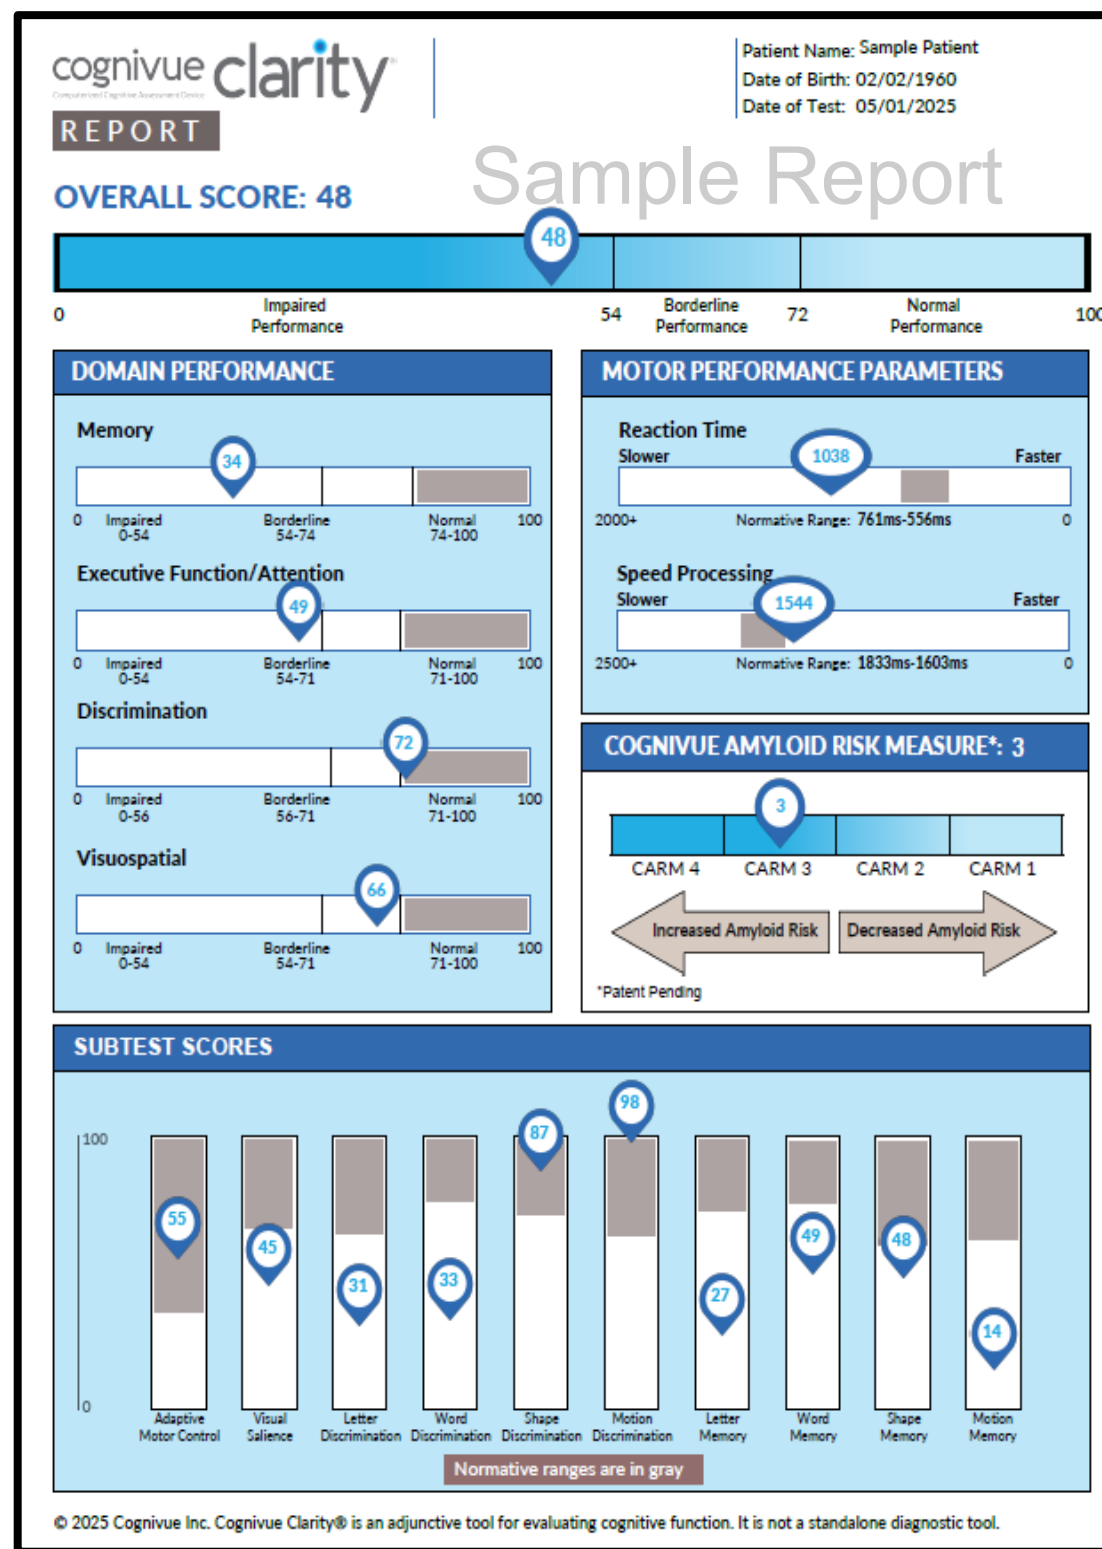 cognivue clarity
Computerized Cognitive Assessment Device
REPORT
Patient Name: Sample Patient
Date of Birth: 02/02/1960
Date of Test: 05/01/2025
Sample Report
OVERALL SCORE: 48
48
0
Impaired
Performance
54
Borderline
Performance
72
Normal
Performance
100
DOMAIN PERFORMANCE
Memory
34
0 Impaired Borderline Normal 100
0-54 54-74 74-100
Executive Function/Attention
49
0 Impaired Borderline Normal 100
0-54 54-71 71-100
Discrimination
72
0 Impaired Borderline Normal 100
0-56 56-71 71-100
Visuospatial
66
0 Impaired Borderline Normal 100
0-54 54-71 71-100
MOTOR PERFORMANCE PARAMETERS
Reaction Time
Slower 1038 Faster
2000+ Normative Range: 761ms-556ms 0
Speed Processing
Slower 1544 Faster
2500+ Normative Range: 1833ms-1603ms 0
COGNIVUE AMYLOID RISK MEASURE*: 3
3
CARM 4 CARM 3 CARM 2 CARM 1
Increased Amyloid Risk Decreased Amyloid Risk
*Patent Pending
SUBTEST SCORES
100
0
55
45
31
33
87
98
27
49
48
14
Adaptive Visual Letter Word Shape Motion Letter Word Shape Motion
Motor Control Salience Discrimination Discrimination Discrimination Discrimination Memory Memory Memory Memory
Normative ranges are in gray
© 2025 Cognivue Inc. Cognivue Clarity® is an adjunctive tool for evaluating cognitive function. It is not a standalone diagnostic tool.